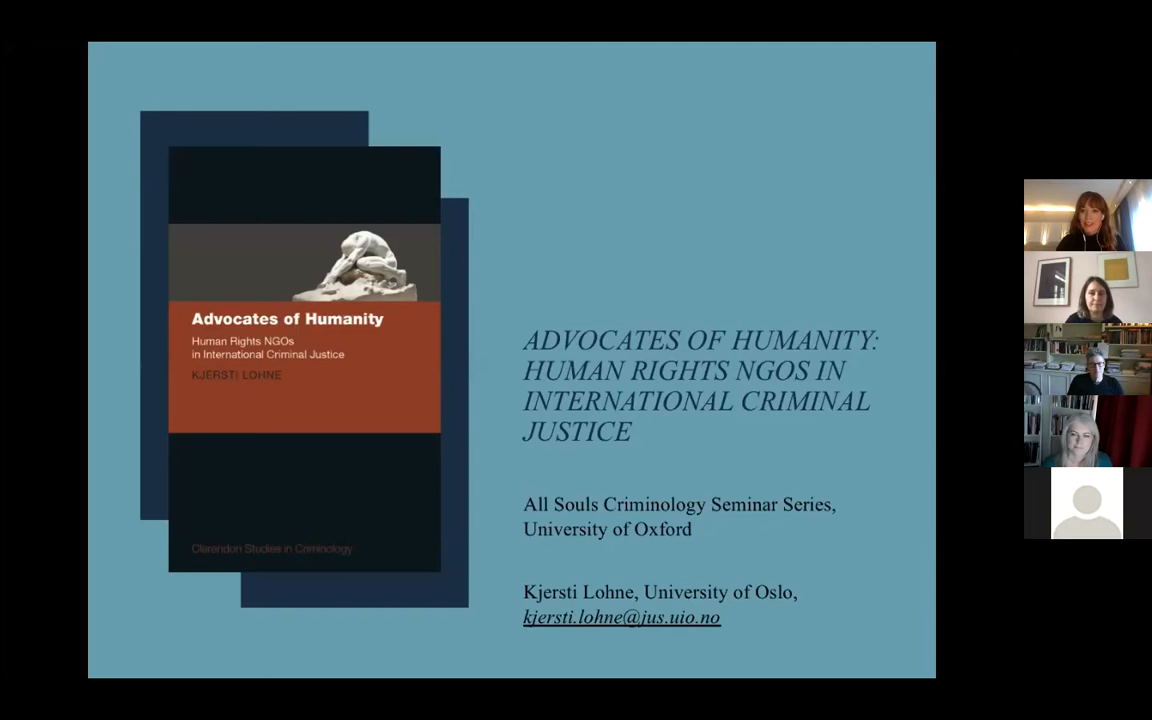 Advocates of Humanity
Human Rights NGOs
in International Criminal Justice
KJERSTI LOHNE
Clarendon Studies in Criminology
ADVOCATES OF HUMANITY:
HUMAN RIGHTS NGOS IN
INTERNATIONAL CRIMINAL
JUSTICE
All Souls Criminology Seminar Series,
University of Oxford
Kjersti Lohne, University of Oslo,
kjersti.lohne@jus.uio.no